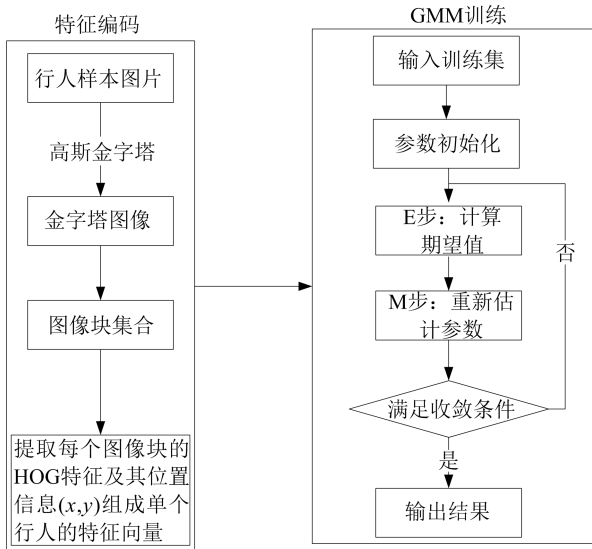 特征编码
行人样本图片
高斯金字塔
金字塔图像
图像块集合
提取每个图像块的
HOG特征及其位置
信息(x,y)组成单个
行人的特征向量
GMM训练
输入训练集
参数初始化
E步：计算
期望值
M步：重新估
计参数
满足收敛条件
否
是
输出结果